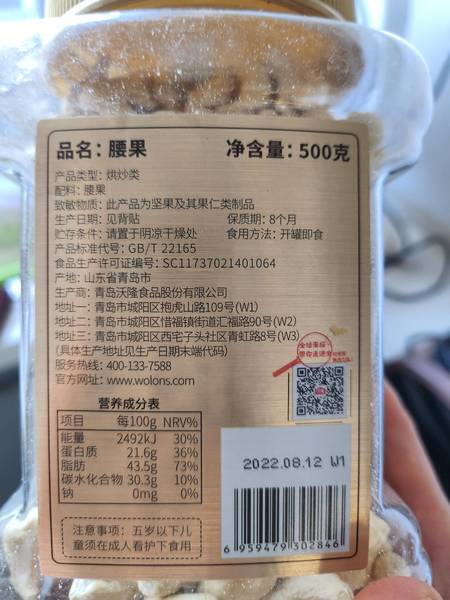 品名：腰果 净含量：500克
产品类型：烘炒类
配料：腰果
致敏物质：此产品为坚果及其果仁类制品
生产日期：见背贴 保质期：8个月
贮存条件：请置于阴凉干燥处 食用方法：开罐即食
产品标准代号：GB/T 22165
食品生产许可证编号：SC11737021401064
产地：山东省青岛市
生产商：青岛沃隆食品股份有限公司
地址一：青岛市城阳区抱虎山路109号(W1)
地址二：青岛市城阳区惜福镇街道汇福路90号(W2)
地址三：青岛市城阳区西宅子头社区青虹路8号(W3)
(具体生产地址见生产日期末端代码)
服务热线：400-133-7588
官方网址：www.wolons.com
营养成分表
项目 每100g NRV%
能量 2492kJ 30%
蛋白质 21.6g 36%
脂肪 43.5g 73%
碳水化合物 30.3g 10%
钠 0mg 0%
注意事项：五岁以下儿
童须在成人看护下食用
2022.08.12 W1
6 959479 302846